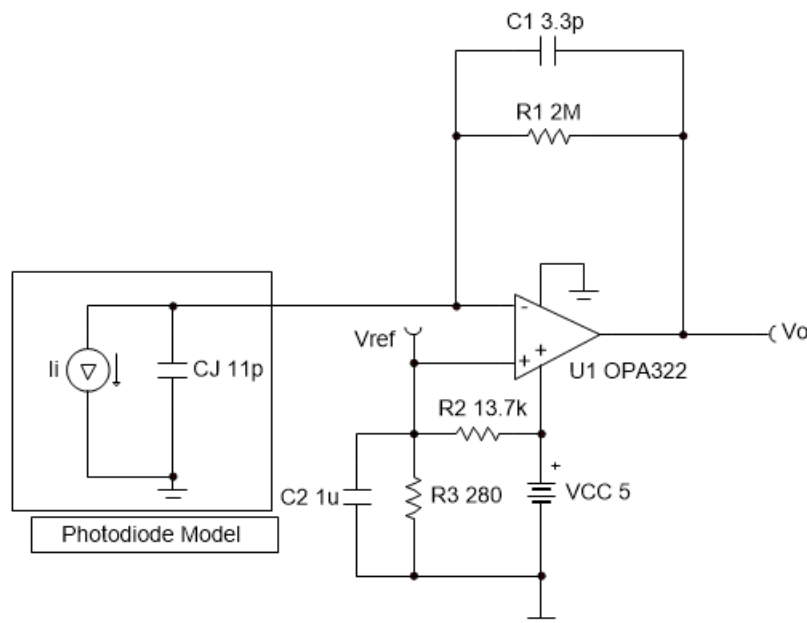 C1 3.3p
R1 2M
-
Vref
Vo
Ii
CJ 11p
+
+
U1 OPA322
R2 13.7k
+
C2 1u
R3 280
VCC 5
Photodiode Model